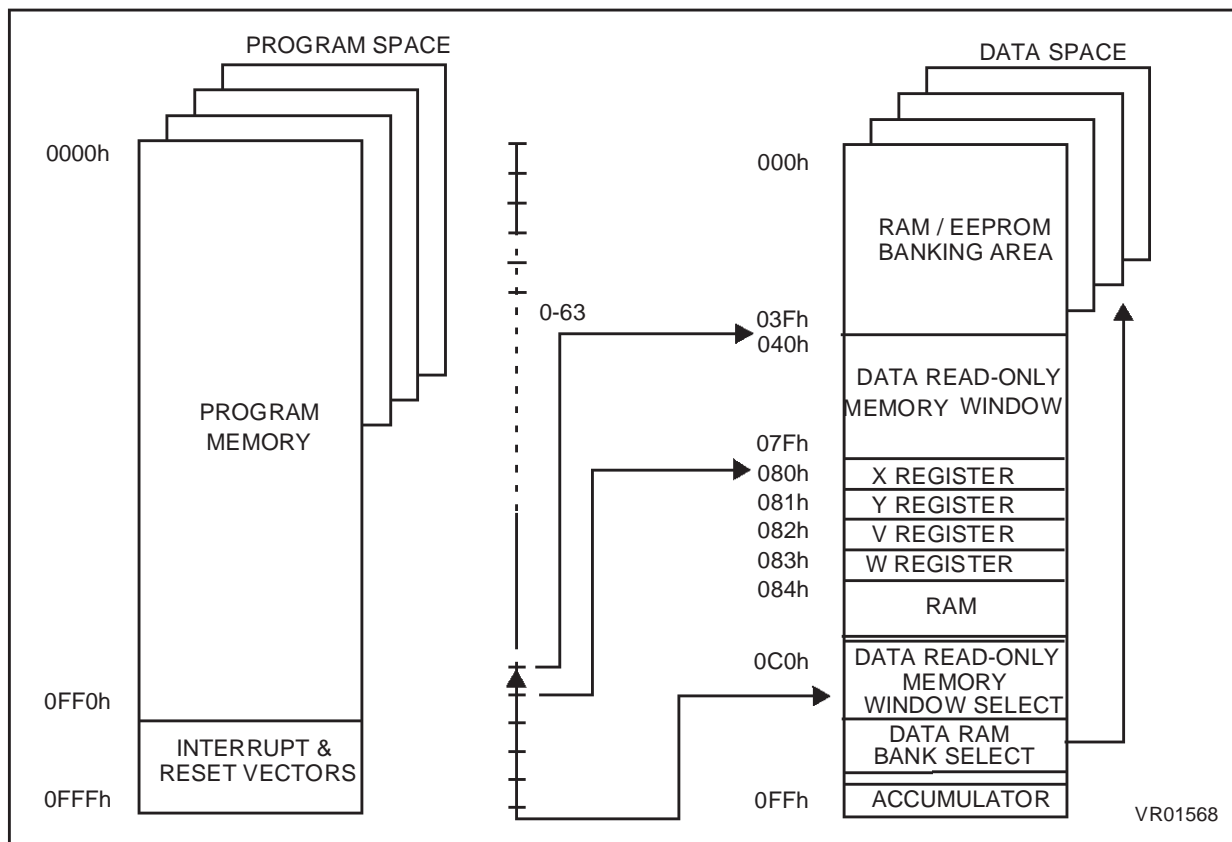 PROGRAM SPACE
0000h
PROGRAM
MEMORY
0FF0h
INTERRUPT &
RESET VECTORS
0FFFh
0-63
DATA SPACE
000h
RAM / EEPROM
BANKING AREA
03Fh
040h
DATA READ-ONLY
MEMORY WINDOW
07Fh
080h
X REGISTER
081h
Y REGISTER
082h
V REGISTER
083h
W REGISTER
084h
RAM
0C0h
DATA READ-ONLY
MEMORY
WINDOW SELECT
DATA RAM
BANK SELECT
0FFh
ACCUMULATOR
VR01568